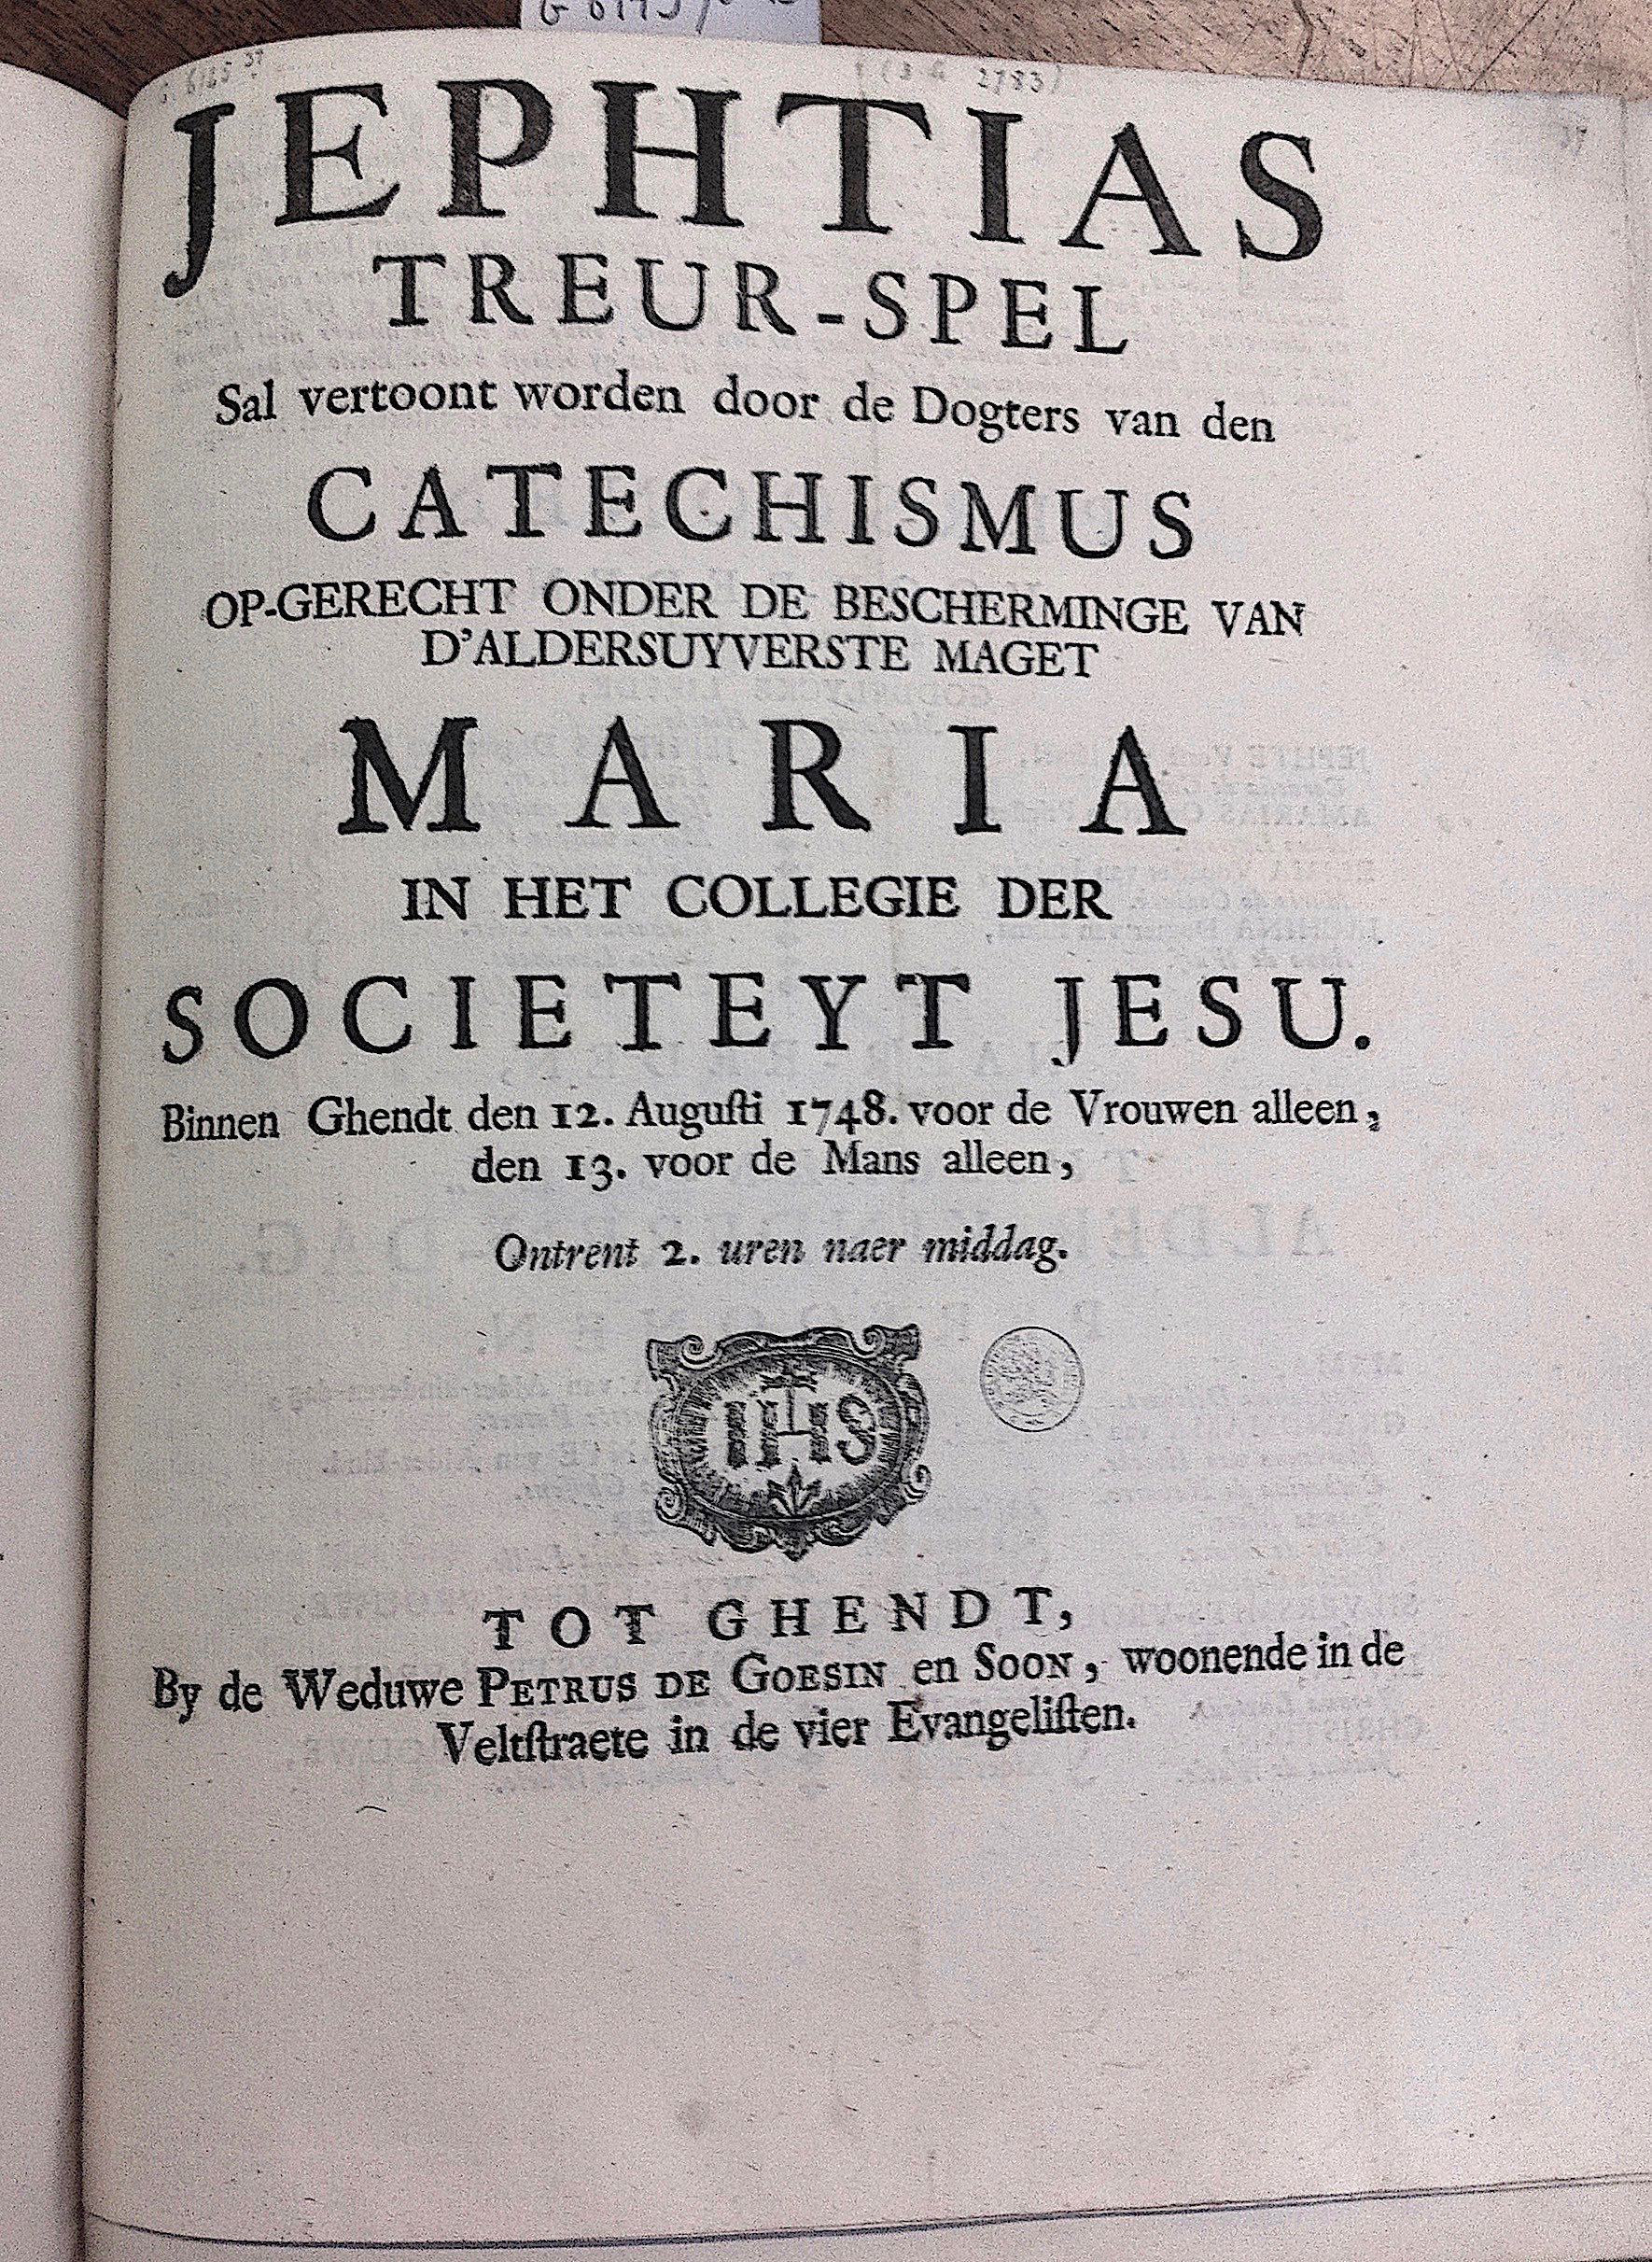 JEPHTIAS
TREUR-SPEL
Sal vertoont worden door de Dogters van den
CATECHISMUS
OP-GERECHT ONDER DE BESCHERMINGE VAN
D'ALDERSUYVERSTE MAGET
MARIA
IN HET COLLEGIE DER
SOCIETEYT JESU.
Binnen Ghendt den 12. Augusti 1748. voor de Vrouwen alleen,
den 13. voor de Mans alleen,
Ontrent 2. uren naer middag.
IHS
TOT GHENDT,
By de Weduwe PETRUS DE GOESIN en SOON, woonende in de
Veltstraete in de vier Evangelisten.